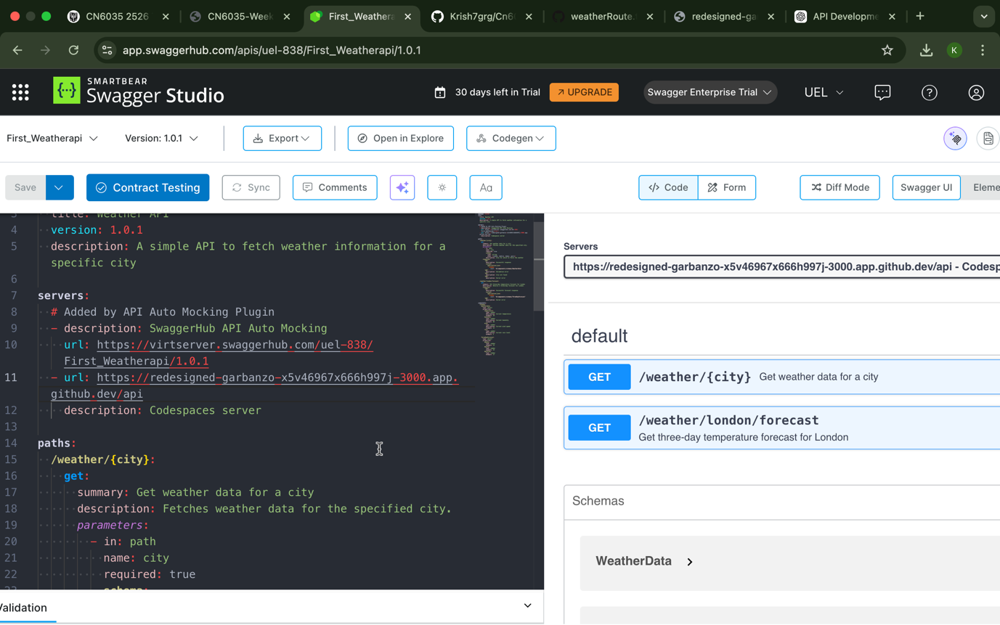 CN6035 2526
CN6035-Week
First_Weathera
Krish7grg/Cn6
weatherRoute.
redesigned-ga
API Developme
app.swaggerhub.com/apis/uel-838/First_Weatherapi/1.0.1
K
SMARTBEAR
Swagger Studio
30 days left in Trial
UPGRADE
Swagger Enterprise Trial
UEL
First_Weatherapi
Version: 1.0.1
Export
Open in Explore
Codegen
Save
Contract Testing
Sync
Comments
Aa
</> Code
Form
Diff Mode
Swagger UI
Eleme
3 title: Weather API
4 version: 1.0.1
5 description: A simple API to fetch weather information for a
specific city
6
7 servers:
8 # Added by API Auto Mocking Plugin
9 - description: SwaggerHub API Auto Mocking
10 url: https://virtserver.swaggerhub.com/uel-838/
First_Weatherapi/1.0.1
11 - url: https://redesigned-garbanzo-x5v46967x666h997j-3000.app.
github.dev/api
12 description: Codespaces server
13
14 paths:
15 /weather/{city}:
16 get:
17 summary: Get weather data for a city
18 description: Fetches weather data for the specified city.
19 parameters:
20 - in: path
21 name: city
22 required: true
23 schema:
Validation
Servers
https://redesigned-garbanzo-x5v46967x666h997j-3000.app.github.dev/api - Codesp
default
GET /weather/{city} Get weather data for a city
GET /weather/london/forecast
Get three-day temperature forecast for London
Schemas
WeatherData